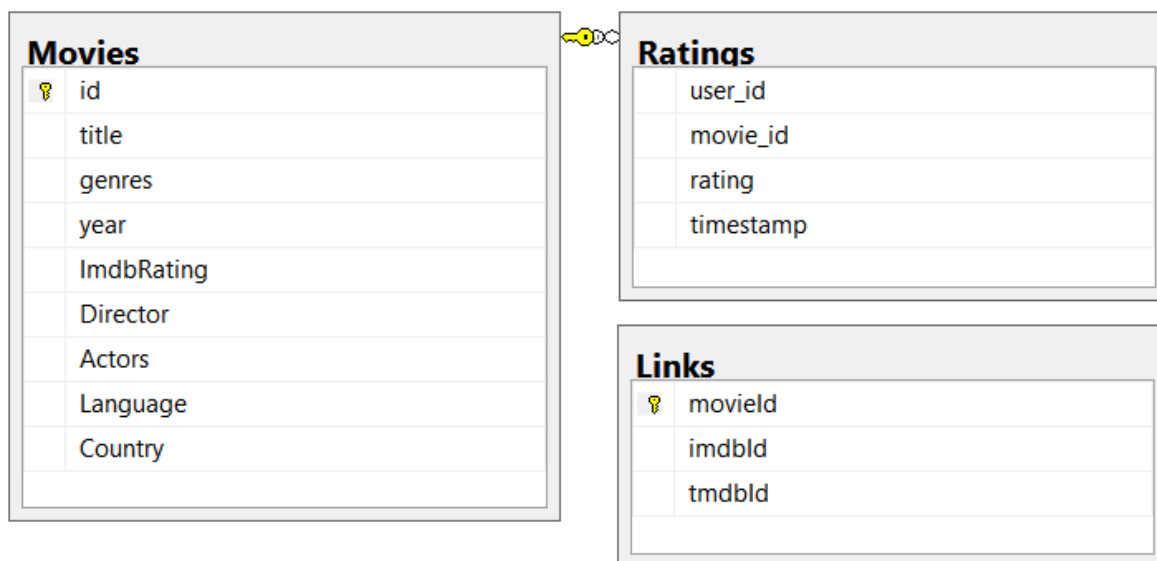 Movies
id
title
genres
year
ImdbRating
Director
Actors
Language
Country
Ratings
user_id
movie_id
rating
timestamp
Links
movieId
imdbId
tmdbId